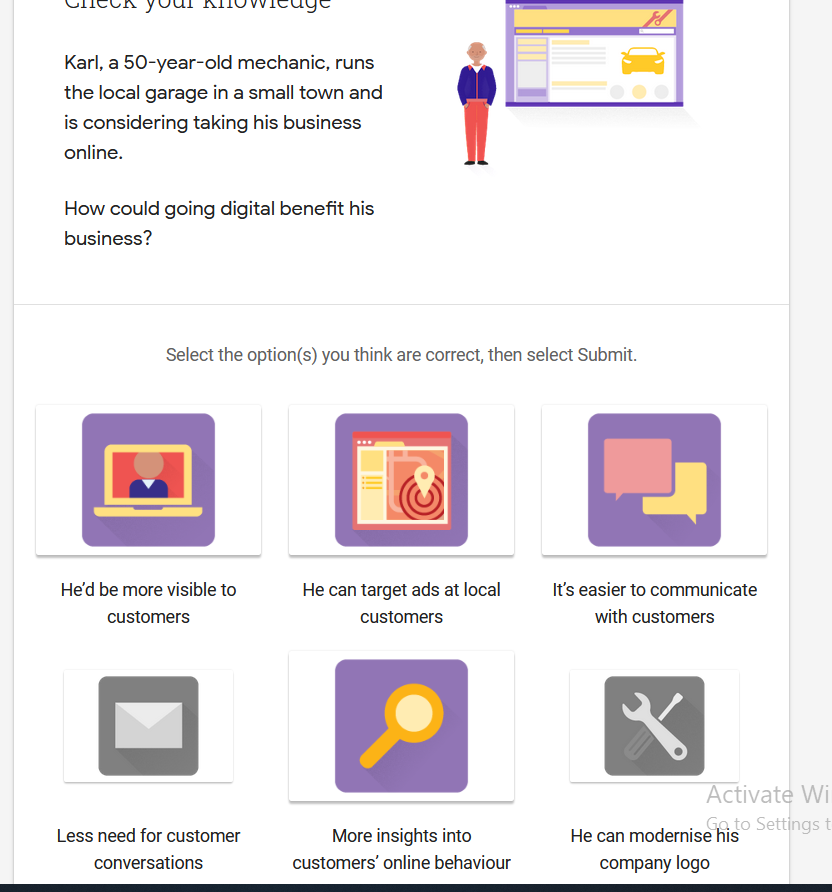 Check your knowledge
Karl, a 50-year-old mechanic, runs
the local garage in a small town and
is considering taking his business
online.
How could going digital benefit his
business?
Select the option(s) you think are correct, then select Submit.
He’d be more visible to
customers
He can target ads at local
customers
It’s easier to communicate
with customers
Less need for customer
conversations
More insights into
customers’ online behaviour
He can modernise his
company logo
Activate Wi
Go to Settings t